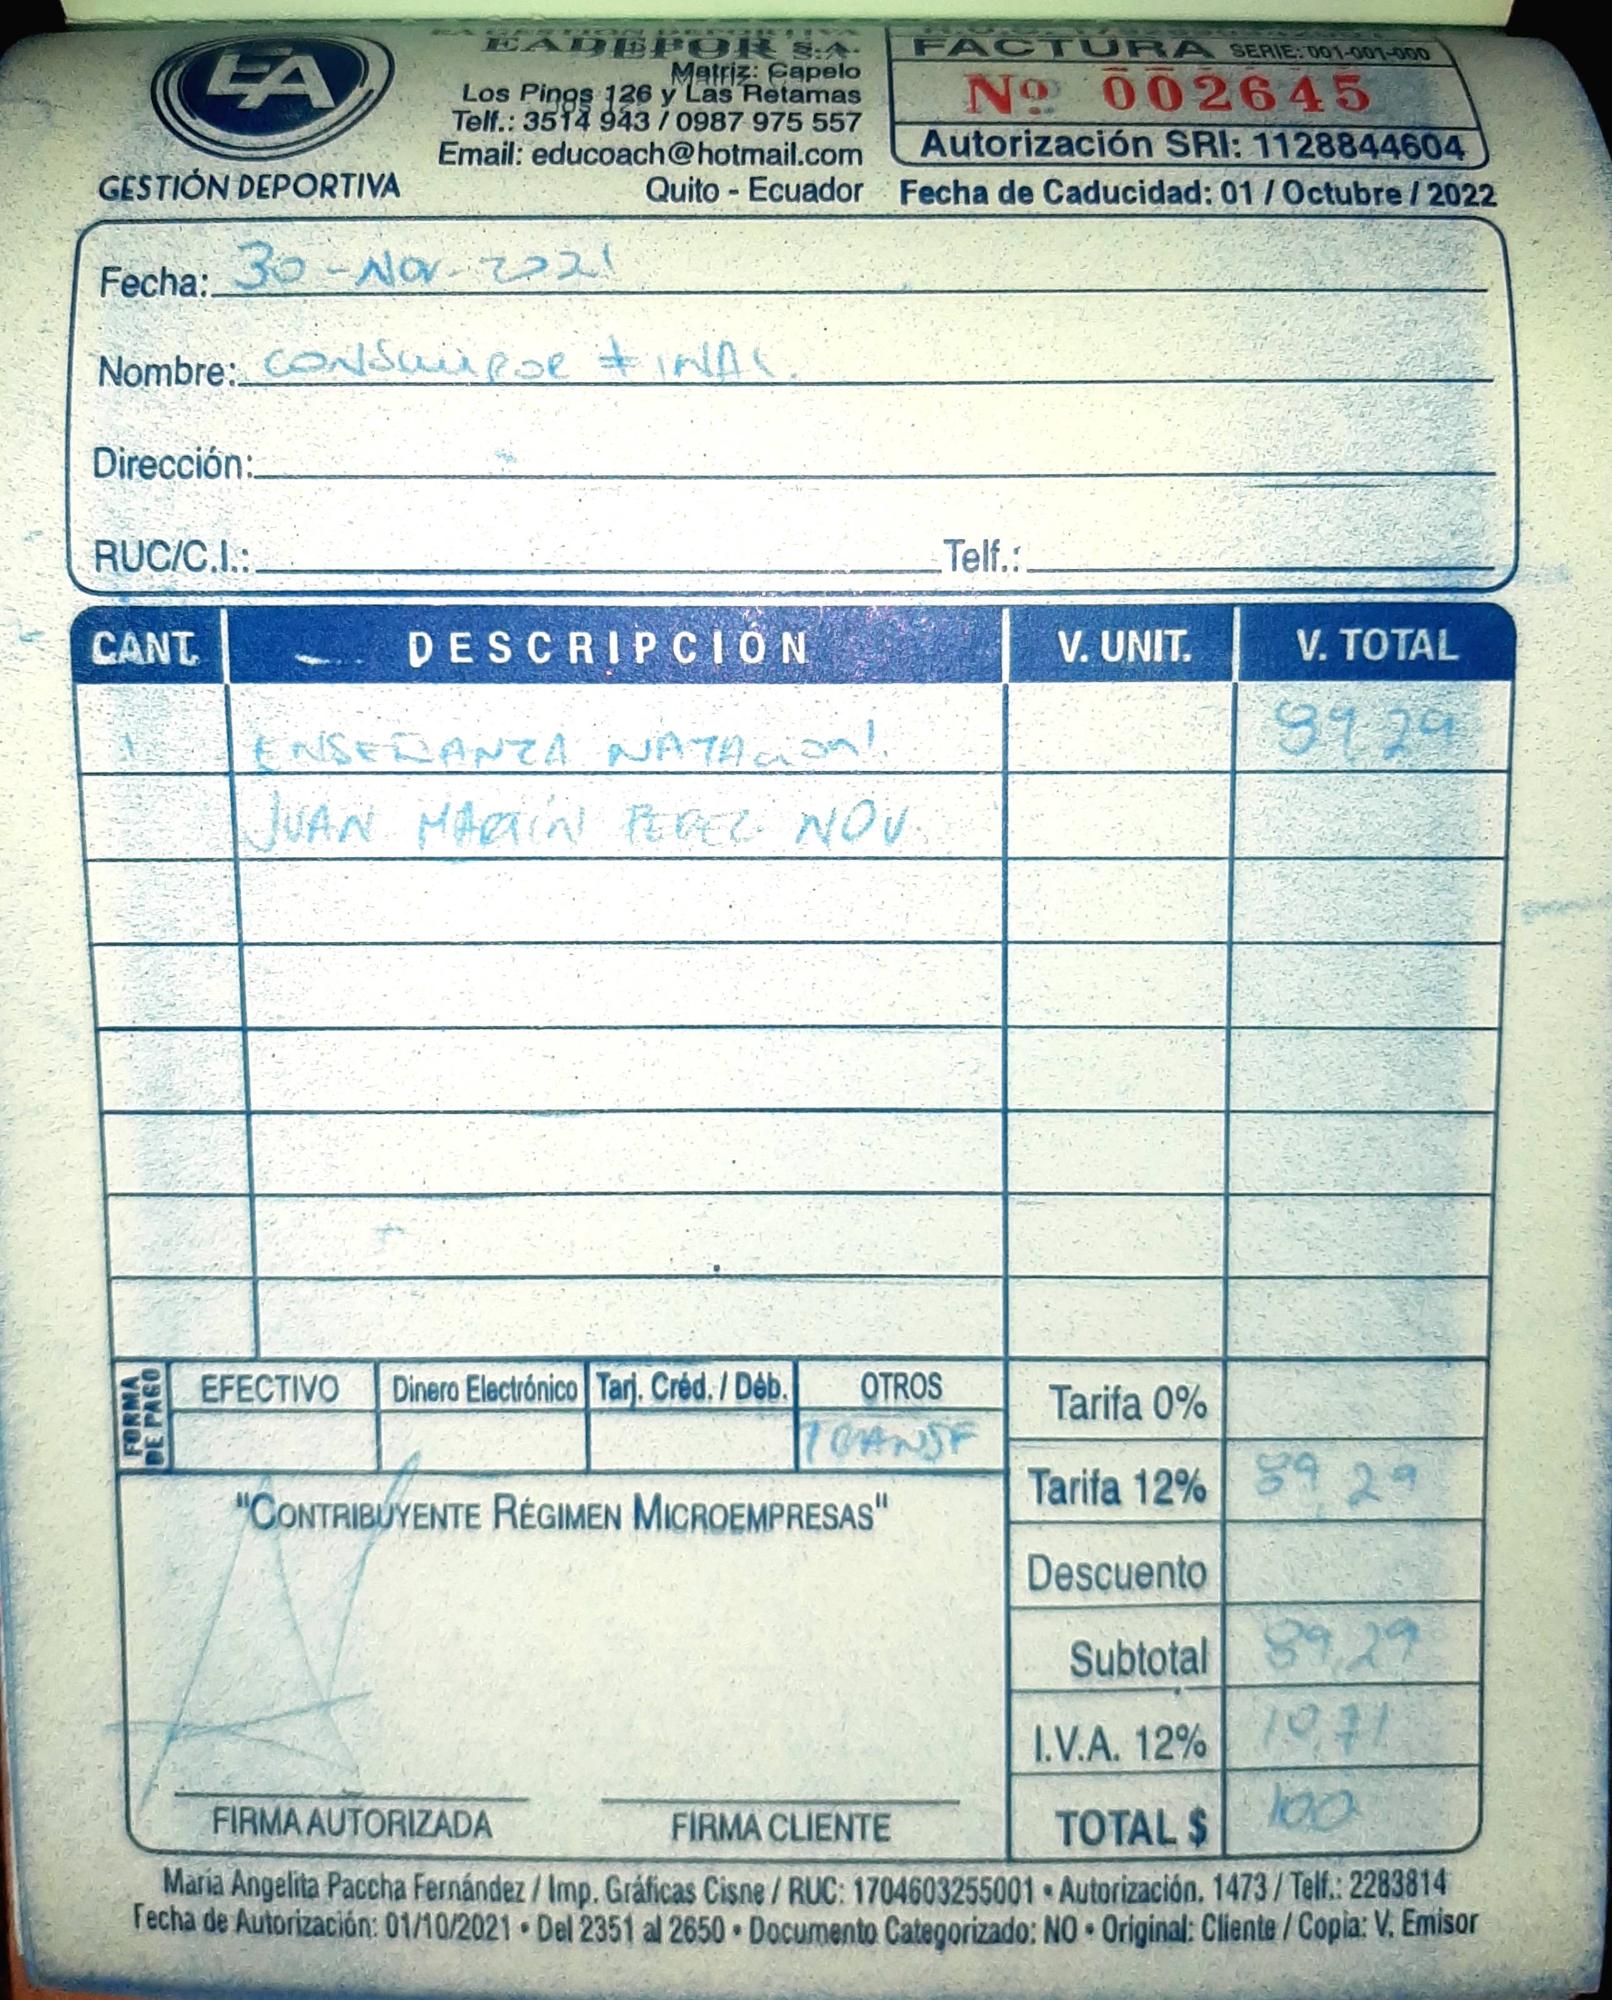 EA
GESTIÓN DEPORTIVA
EA GESTIÓN DEPORTIVA
EADEPOR S.A.
Matriz: Capelo
Los Pinos 126 y Las Retamas
Telf.: 3514 943 / 0987 975 557
Email: educoach@hotmail.com
Quito - Ecuador
FACTURA SERIE: 001-001-000
Nº 002645
Autorización SRI: 1128844604
Fecha de Caducidad: 01 / Octubre / 2022
Fecha: 30-NOV-2021
Nombre: CONSUMIDOR FINAL.
Dirección:
RUC/C.I.: Telf.:
CANT. DESCRIPCIÓN V. UNIT. V. TOTAL
1 ENSEÑANZA NATACION 89,29
JUAN MARTÍN PEREZ NOV.
FORMA DE PAGO
EFECTIVO Dinero Electrónico Tarj. Créd. / Déb. OTROS
TRANSF
Tarifa 0%
Tarifa 12% 89,29
Descuento
Subtotal 89,29
I.V.A. 12% 10,71
TOTAL $ 100
"CONTRIBUYENTE RÉGIMEN MICROEMPRESAS"
FIRMA AUTORIZADA FIRMA CLIENTE
María Angelita Paccha Fernández / Imp. Gráficas Cisne / RUC: 1704603255001 • Autorización. 1473 / Telf.: 2283814
Fecha de Autorización: 01/10/2021 • Del 2351 al 2650 • Documento Categorizado: NO • Original: Cliente / Copia: V. Emisor